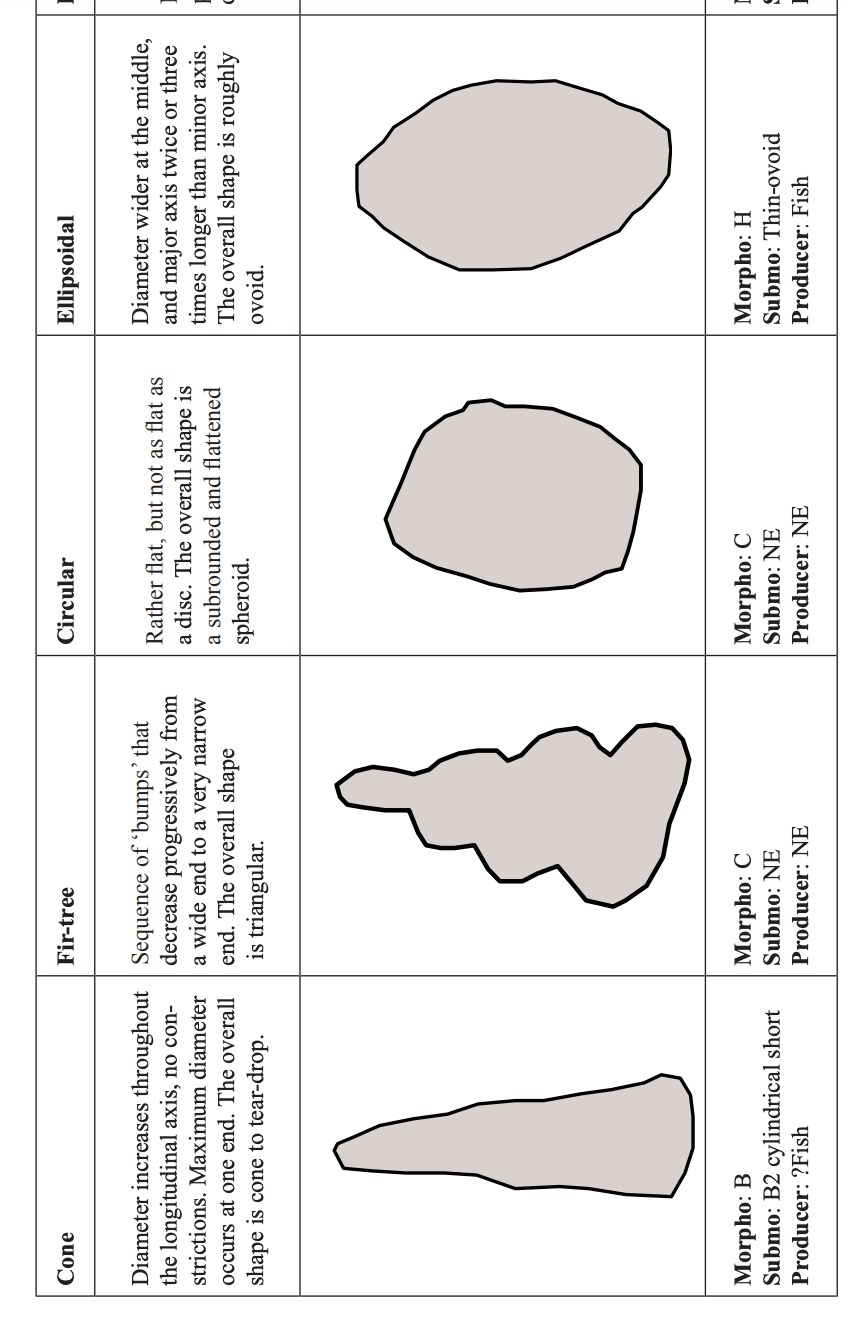 Cone
Fir-tree
Circular
Ellipsoidal
Diameter increases throughout
the longitudinal axis, no con-
strictions. Maximum diameter
occurs at one end. The overall
shape is cone to tear-drop.
Sequence of ‘bumps’ that
decrease progressively from
a wide end to a very narrow
end. The overall shape
is triangular.
Rather flat, but not as flat as
a disc. The overall shape is
a subrounded and flattened
spheroid.
Diameter wider at the middle,
and major axis twice or three
times longer than minor axis.
The overall shape is roughly
ovoid.
Morpho: B
Submo: B2 cylindrical short
Producer: ?Fish
Morpho: C
Submo: NE
Producer: NE
Morpho: C
Submo: NE
Producer: NE
Morpho: H
Submo: Thin-ovoid
Producer: Fish